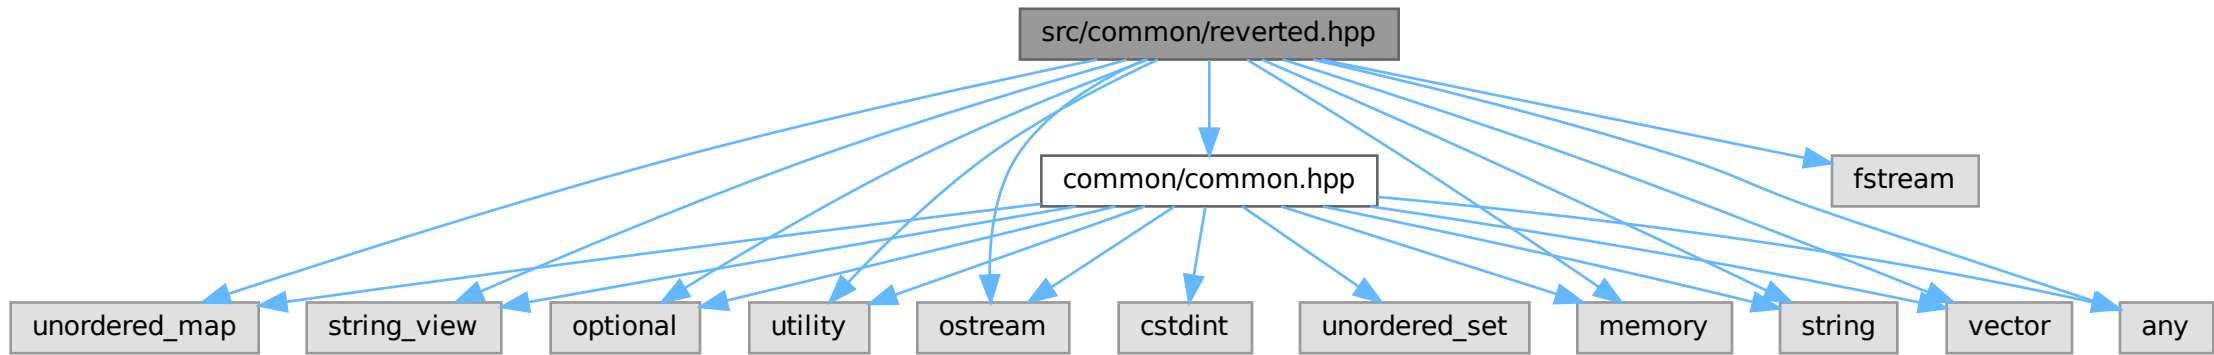 src/common/reverted.hpp
common/common.hpp
fstream
unordered_map
string_view
optional
utility
ostream
cstdint
unordered_set
memory
string
vector
any